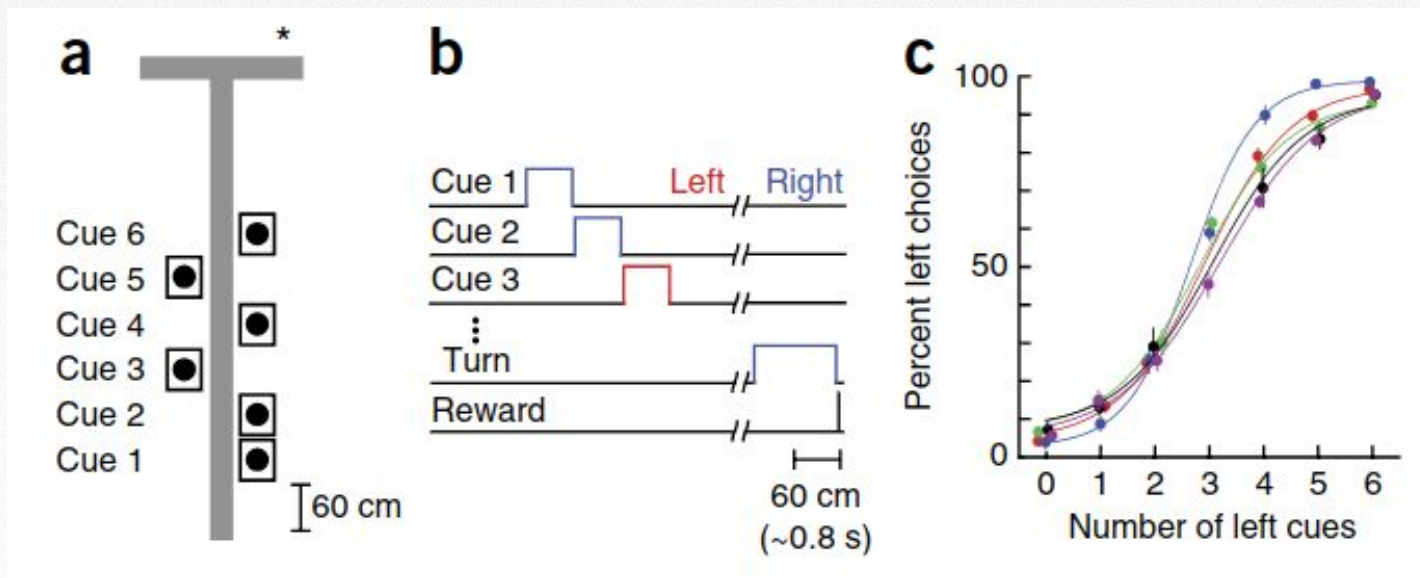 a
*
Cue 6
Cue 5
Cue 4
Cue 3
Cue 2
Cue 1
60 cm
b
Cue 1
Left
Right
Cue 2
Cue 3
Turn
Reward
60 cm
(~0.8 s)
c
Percent left choices
100
50
0
0 1 2 3 4 5 6
Number of left cues